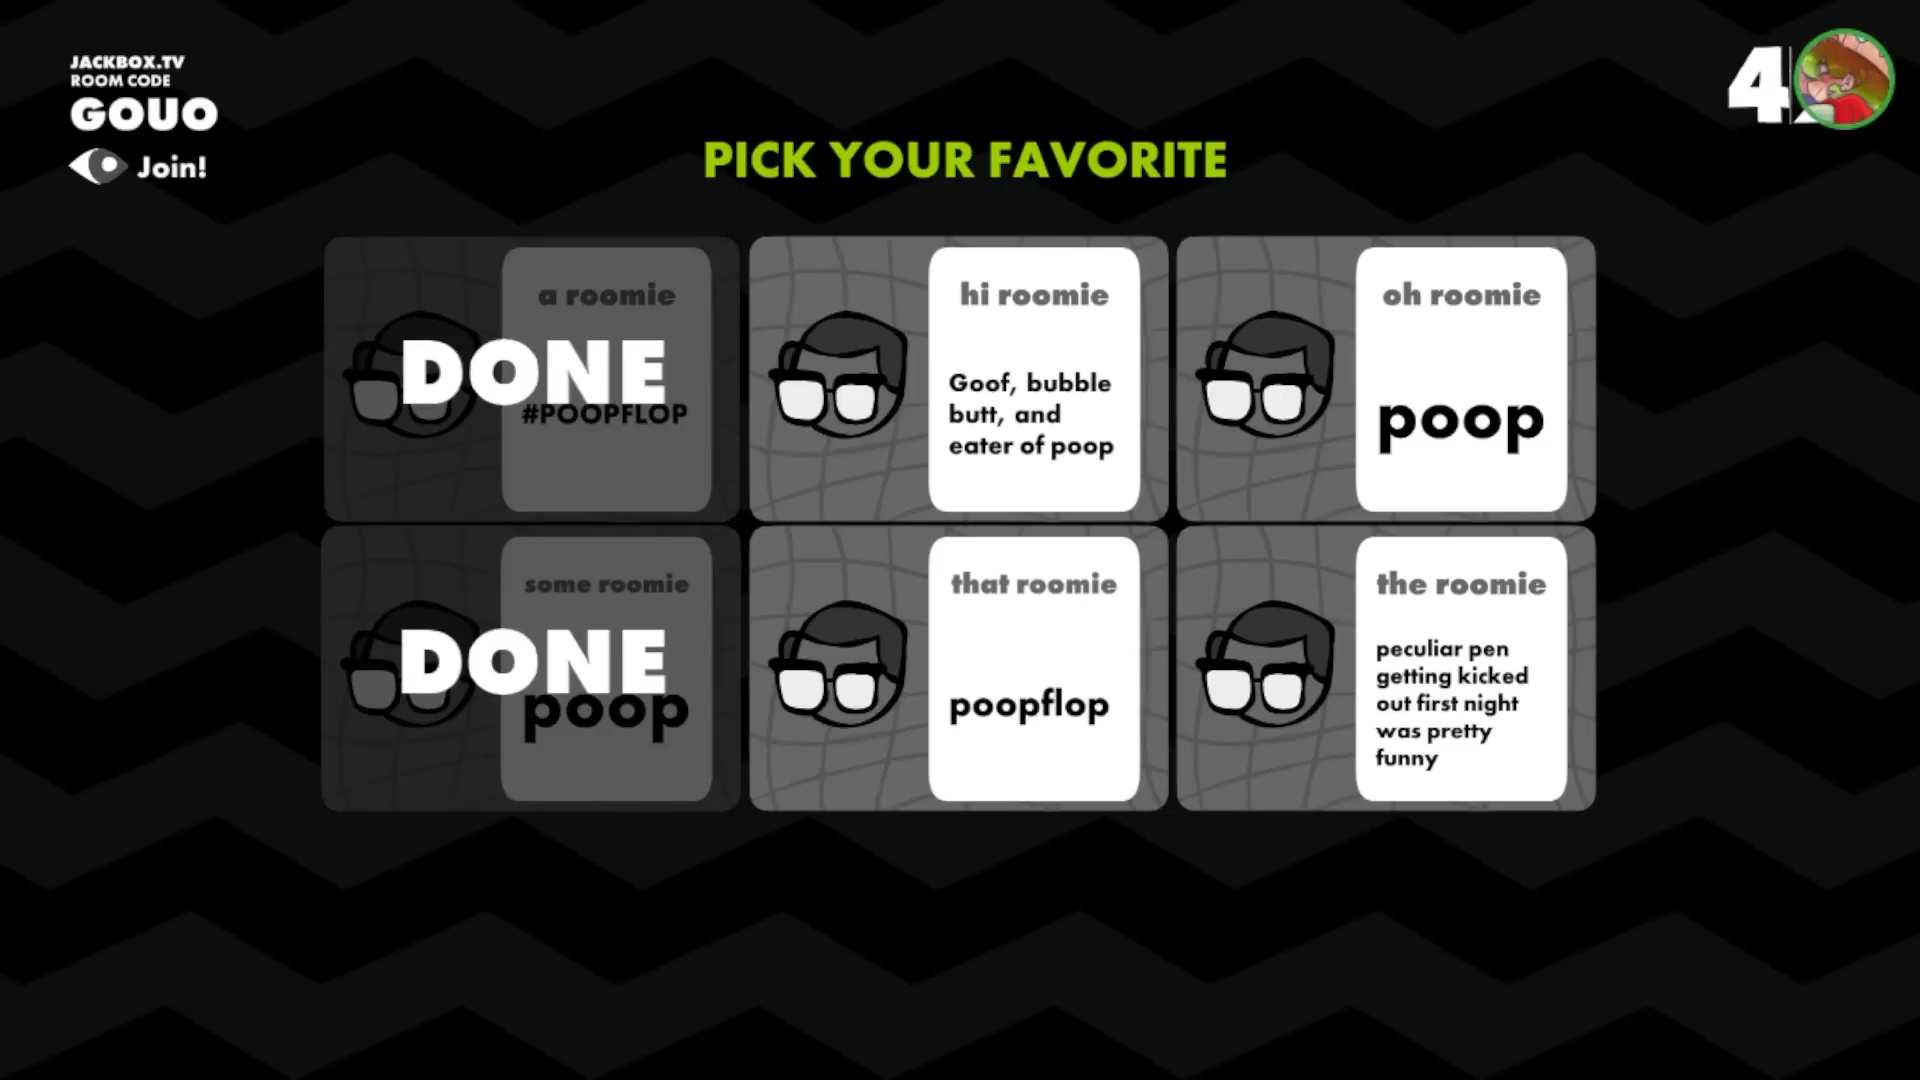 JACKBOX.TV
ROOM CODE
GOUO
Join!
4
PICK YOUR FAVORITE
a roomie
DONE
#POOPFLOP
hi roomie
Goof, bubble
butt, and
eater of poop
oh roomie
poop
some roomie
DONE
poop
that roomie
poopflop
the roomie
peculiar pen
getting kicked
out first night
was pretty
funny